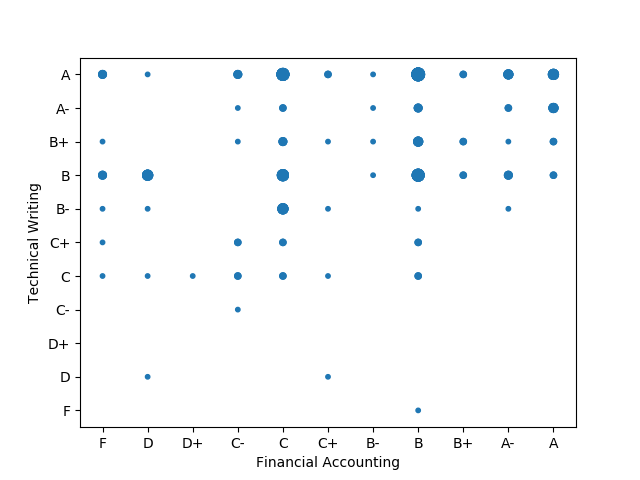 A
A-
B+
B
B-
C+
C
C-
D+
D
F
Technical Writing
F D D+ C- C C+ B- B B+ A- A
Financial Accounting